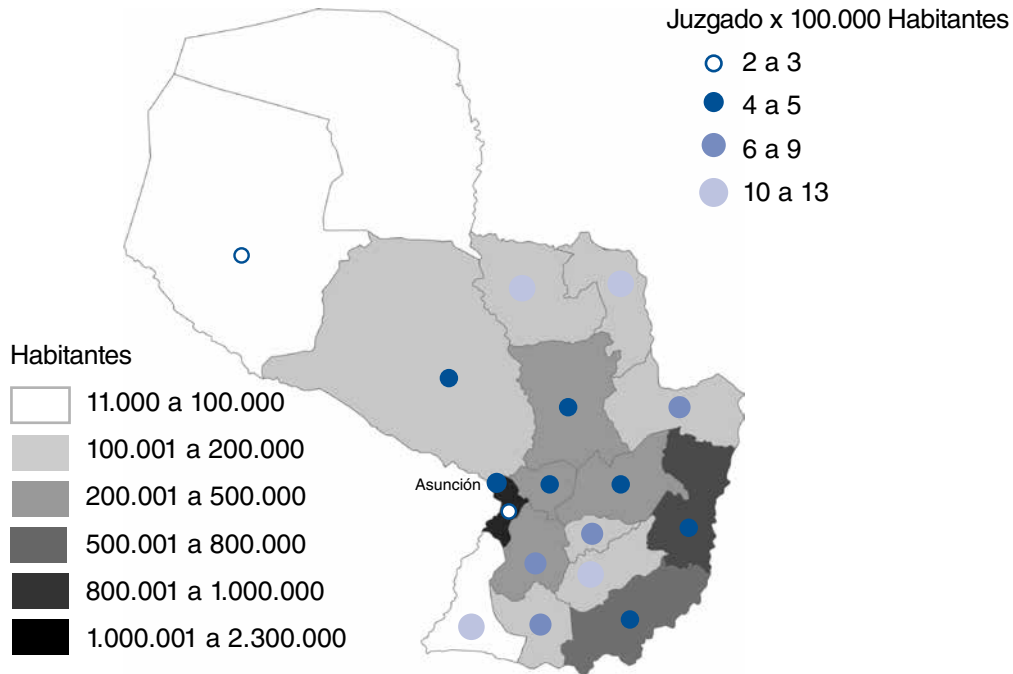 Juzgado x 100.000 Habitantes
2 a 3
4 a 5
6 a 9
10 a 13
Habitantes
11.000 a 100.000
100.001 a 200.000
200.001 a 500.000
500.001 a 800.000
800.001 a 1.000.000
1.000.001 a 2.300.000
Asunción